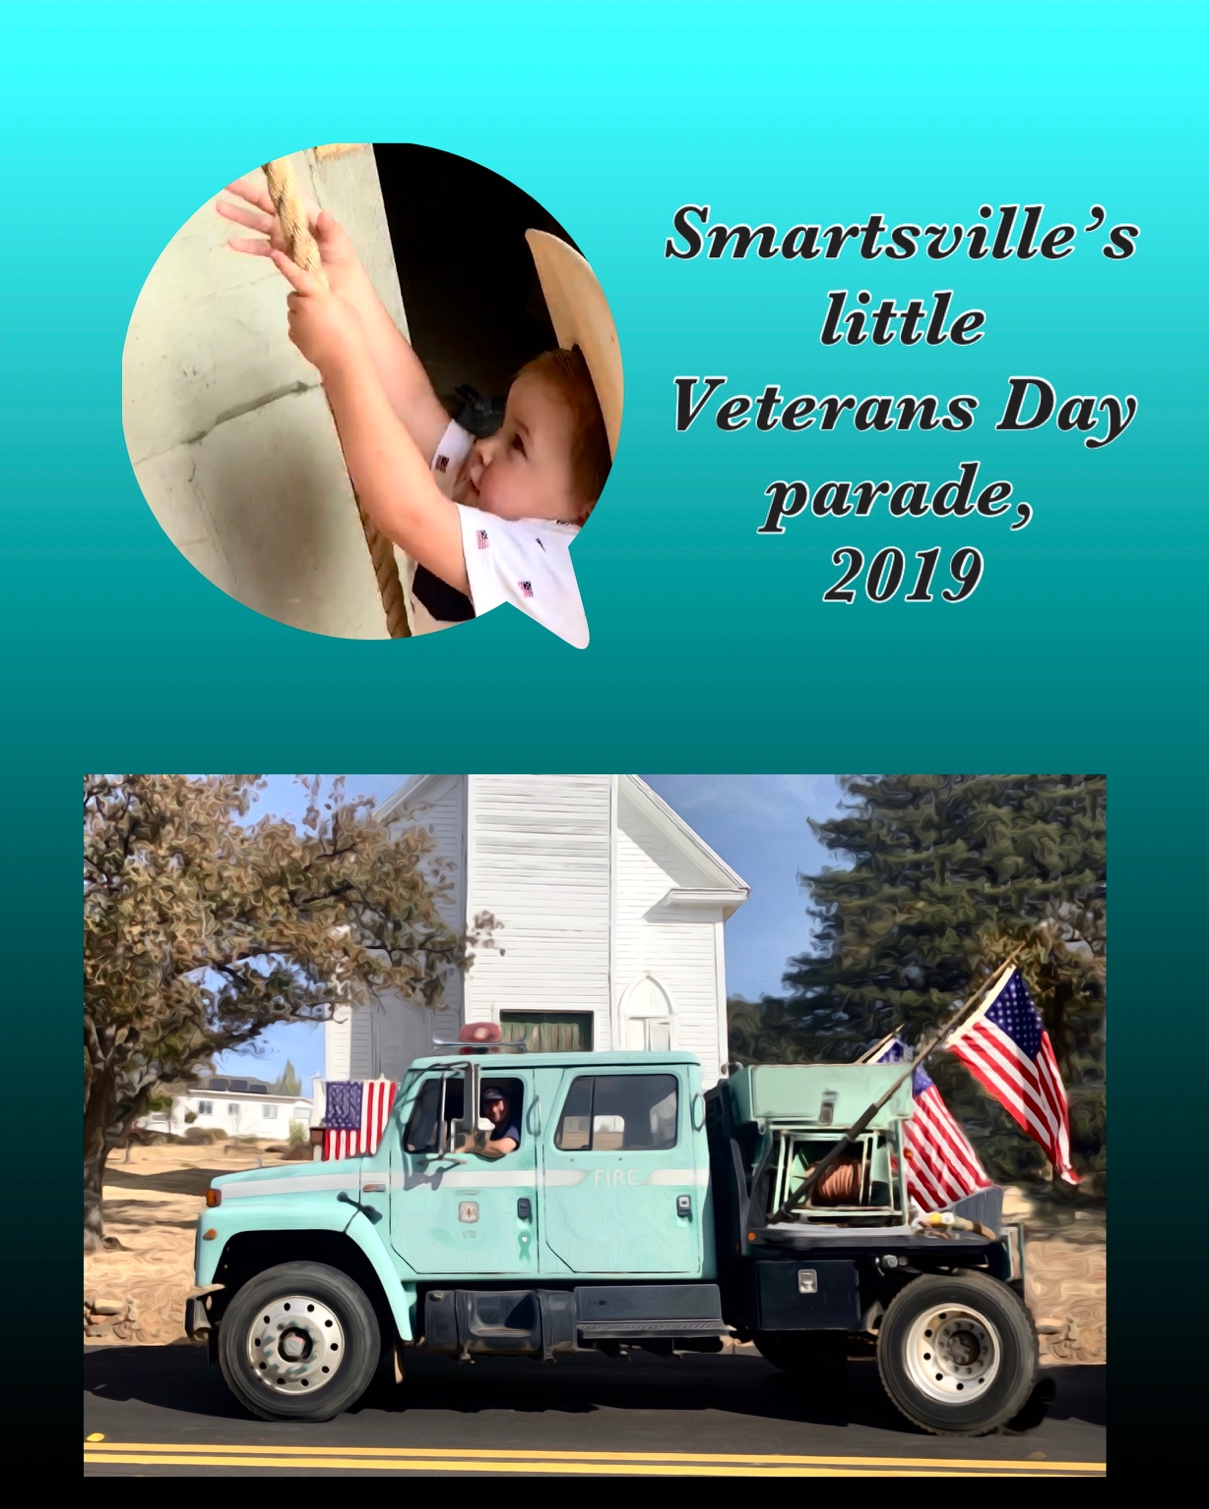 Smartsville’s
little
Veterans Day
parade,
2019
FIRE